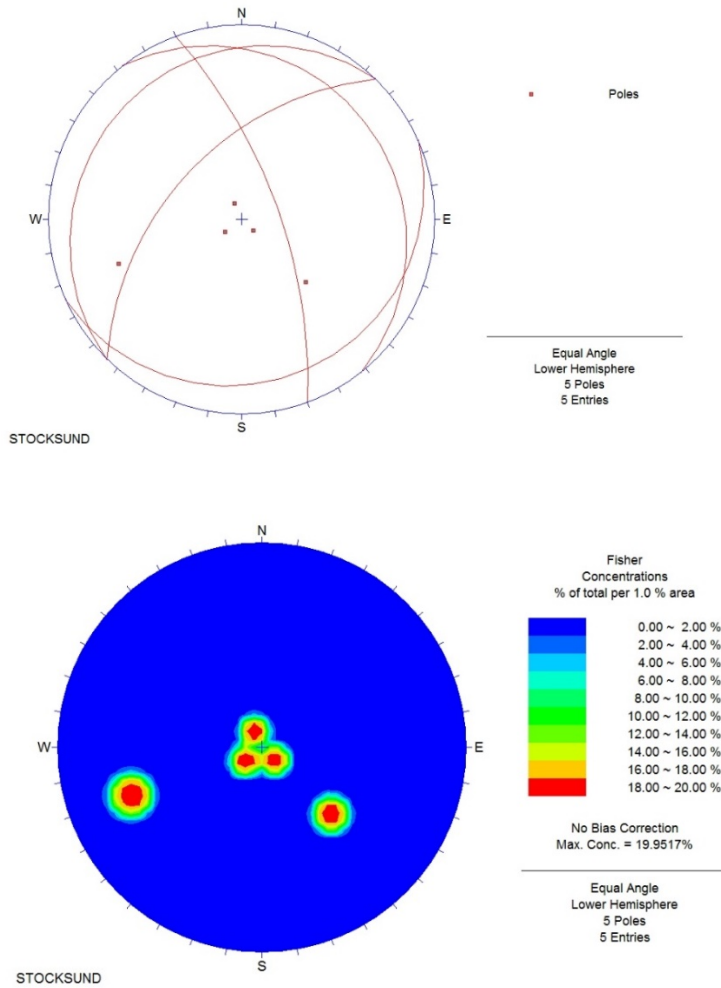 N
Poles
W
E
Equal Angle
Lower Hemisphere
5 Poles
5 Entries
S
STOCKSUND
N
Fisher
Concentrations
% of total per 1.0 % area
0.00 ~ 2.00 %
2.00 ~ 4.00 %
4.00 ~ 6.00 %
6.00 ~ 8.00 %
8.00 ~ 10.00 %
10.00 ~ 12.00 %
12.00 ~ 14.00 %
14.00 ~ 16.00 %
16.00 ~ 18.00 %
18.00 ~ 20.00 %
W
E
No Bias Correction
Max. Conc. = 19.9517%
Equal Angle
Lower Hemisphere
5 Poles
5 Entries
S
STOCKSUND